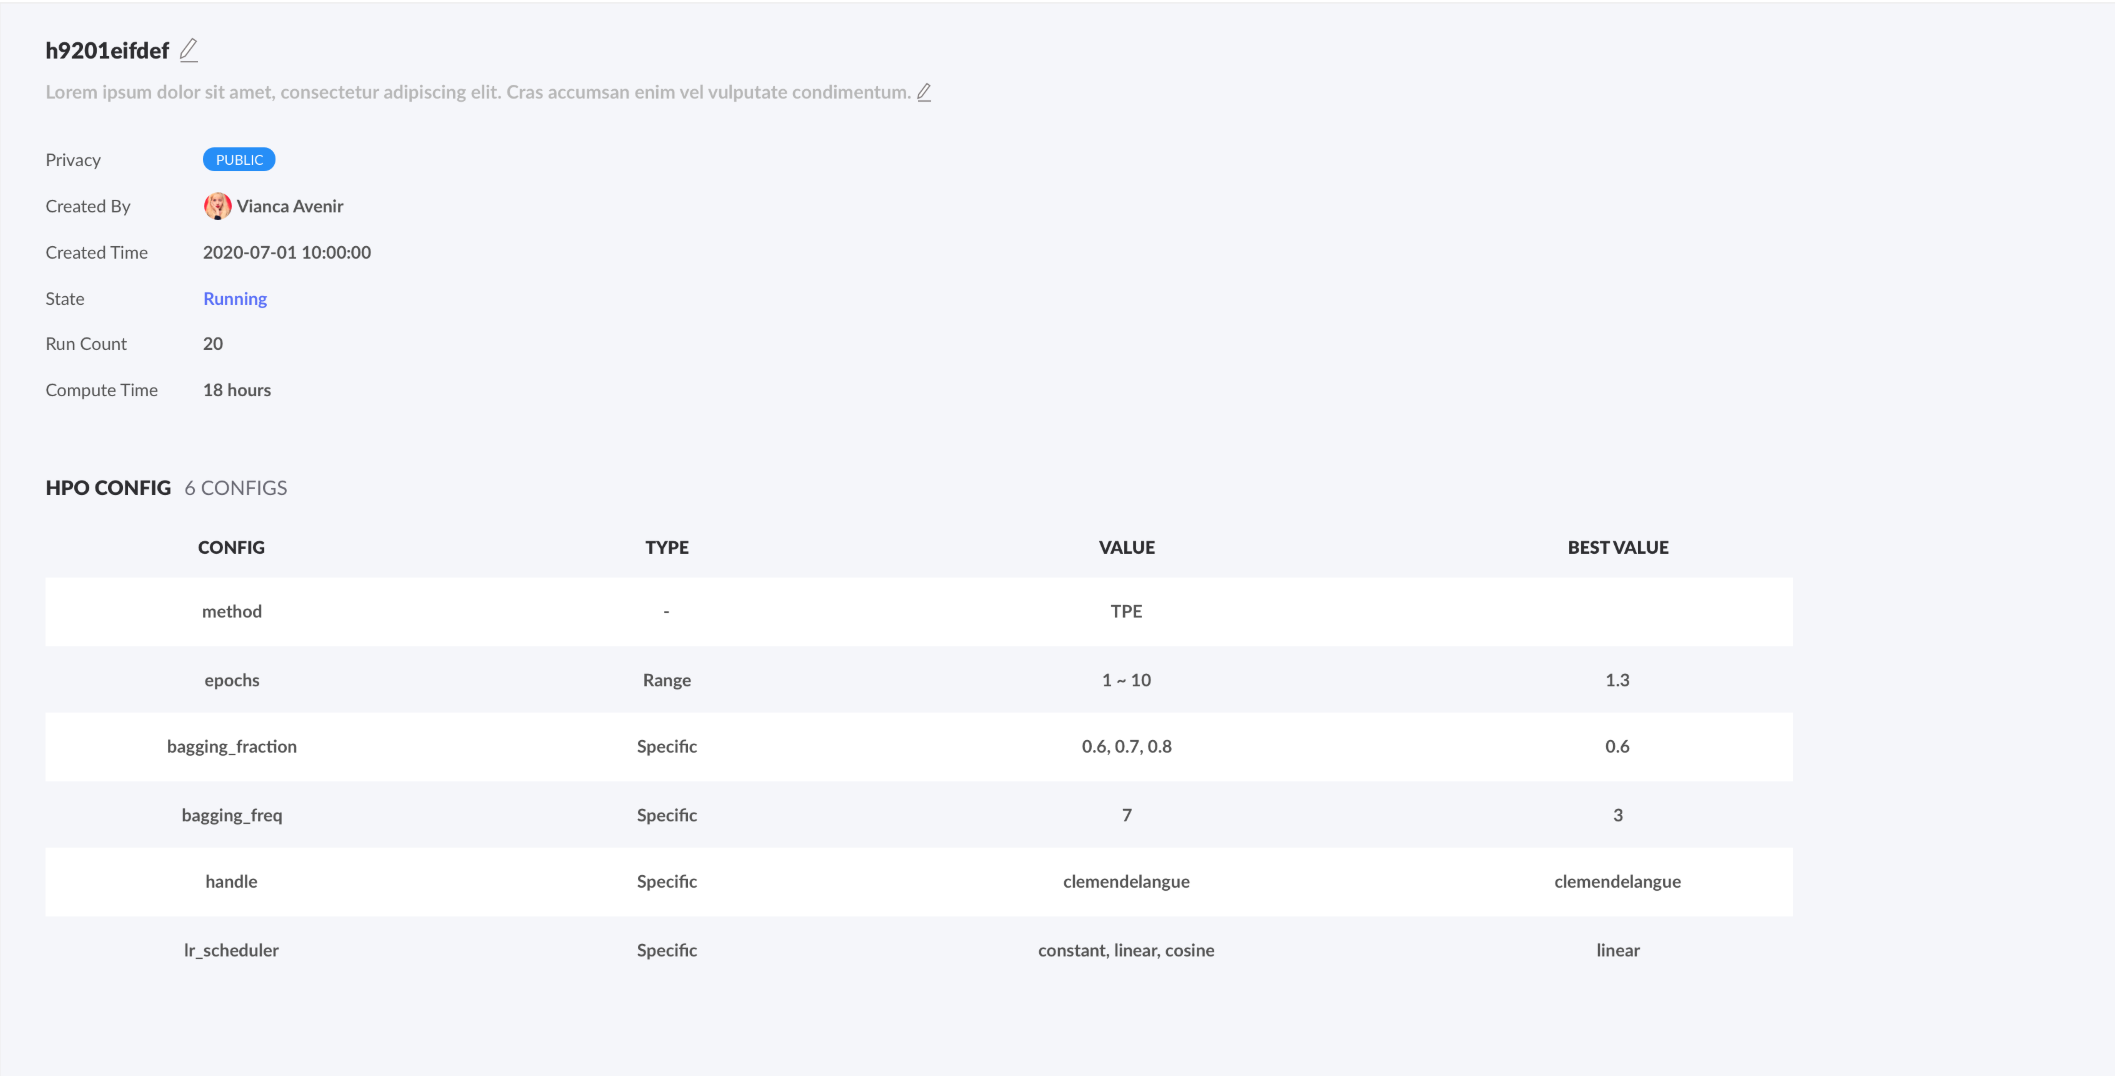 h9201eifdef
Lorem ipsum dolor sit amet, consectetur adipiscing elit. Cras accumsan enim vel vulputate condimentum.
Privacy PUBLIC
Created By Vianca Avenir
Created Time 2020-07-01 10:00:00
State Running
Run Count 20
Compute Time 18 hours
HPO CONFIG 6 CONFIGS
CONFIG TYPE VALUE BEST VALUE
method - TPE
epochs Range 1 ~ 10 1.3
bagging_fraction Specific 0.6, 0.7, 0.8 0.6
bagging_freq Specific 7 3
handle Specific clemendelangue clemendelangue
lr_scheduler Specific constant, linear, cosine linear